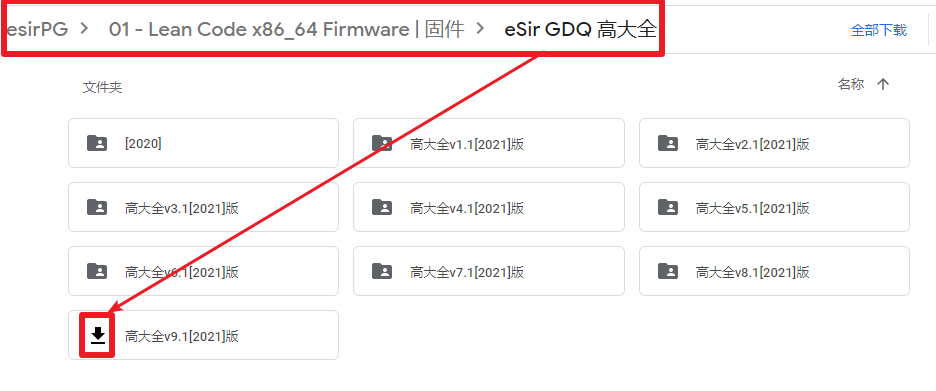 esirPG > 01 - Lean Code x86_64 Firmware | 固件 > eSir GDQ 高大全
全部下载
文件夹
名称
[2020]
高大全v1.1[2021]版
高大全v2.1[2021]版
高大全v3.1[2021]版
高大全v4.1[2021]版
高大全v5.1[2021]版
高大全v6.1[2021]版
高大全v7.1[2021]版
高大全v8.1[2021]版
高大全v9.1[2021]版